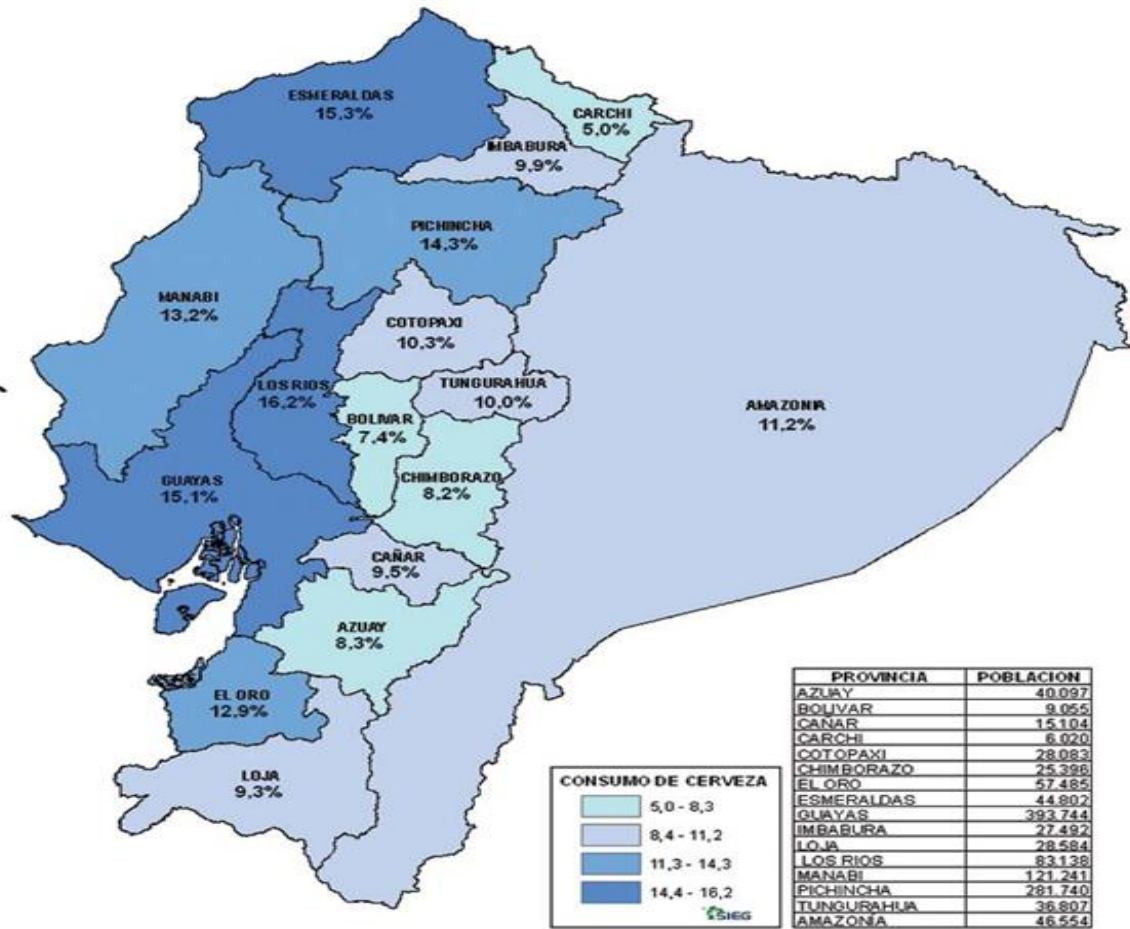 ESMERALDAS
15,3%
CARCHI
5,0%
IMBABURA
9,9%
PICHINCHA
14,3%
MANABI
13,2%
COTOPAXI
10,3%
LOS RIOS
16,2%
TUNGURAHUA
10,0%
BOLIVAR
7,4%
AMAZONIA
11,2%
GUAYAS
15,1%
CHIMBORAZO
8,2%
CAÑAR
9,5%
AZUAY
8,3%
EL ORO
12,9%
LOJA
9,3%
CONSUMO DE CERVEZA
5,0 - 8,3
8,4 - 11,2
11,3 - 14,3
14,4 - 16,2
SIEG
PROVINCIA POBLACION
AZUAY 40.097
BOLIVAR 9.055
CAÑAR 15.104
CARCHI 6.020
COTOPAXI 28.083
CHIMBORAZO 25.396
EL ORO 57.485
ESMERALDAS 44.802
GUAYAS 393.744
IMBABURA 27.492
LOJA 28.584
LOS RIOS 83.138
MANABI 121.241
PICHINCHA 281.740
TUNGURAHUA 36.807
AMAZONÍA 46.554